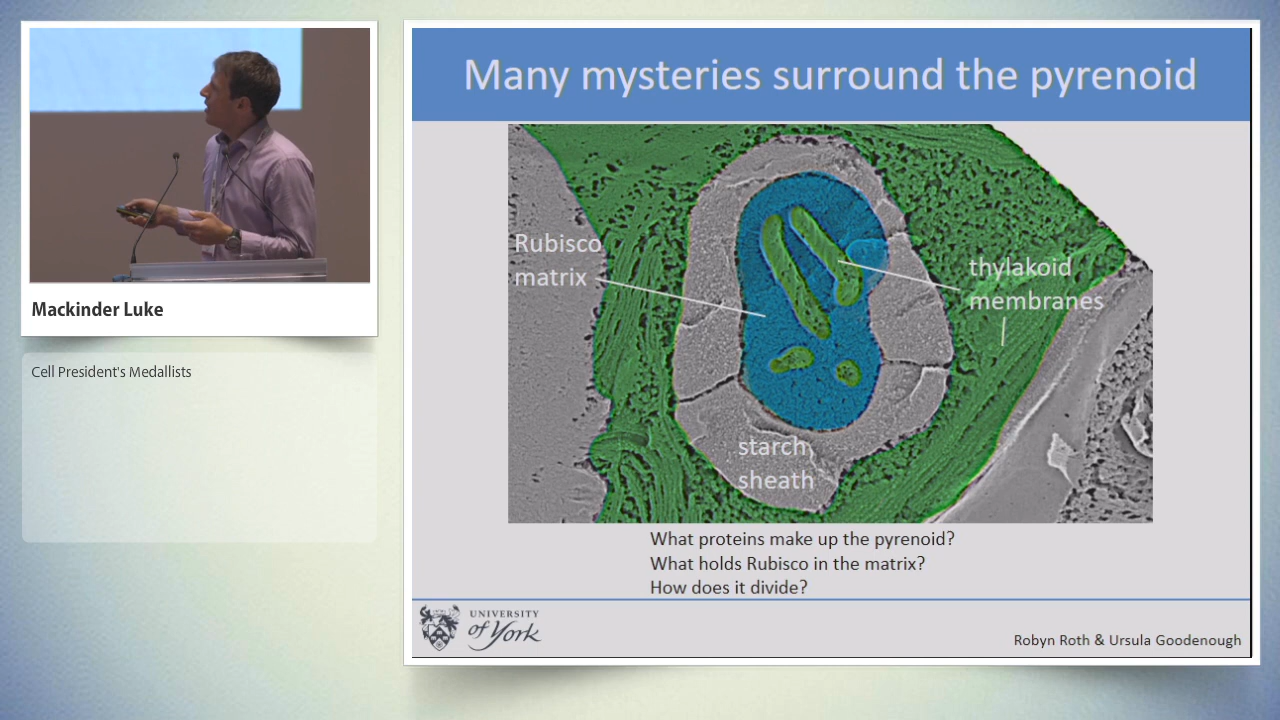 Many mysteries surround the pyrenoid
Rubisco
matrix
thylakoid
membranes
starch
sheath
What proteins make up the pyrenoid?
What holds Rubisco in the matrix?
How does it divide?
UNIVERSITY
of York
Robyn Roth & Ursula Goodenough
Mackinder Luke
Cell President's Medallists